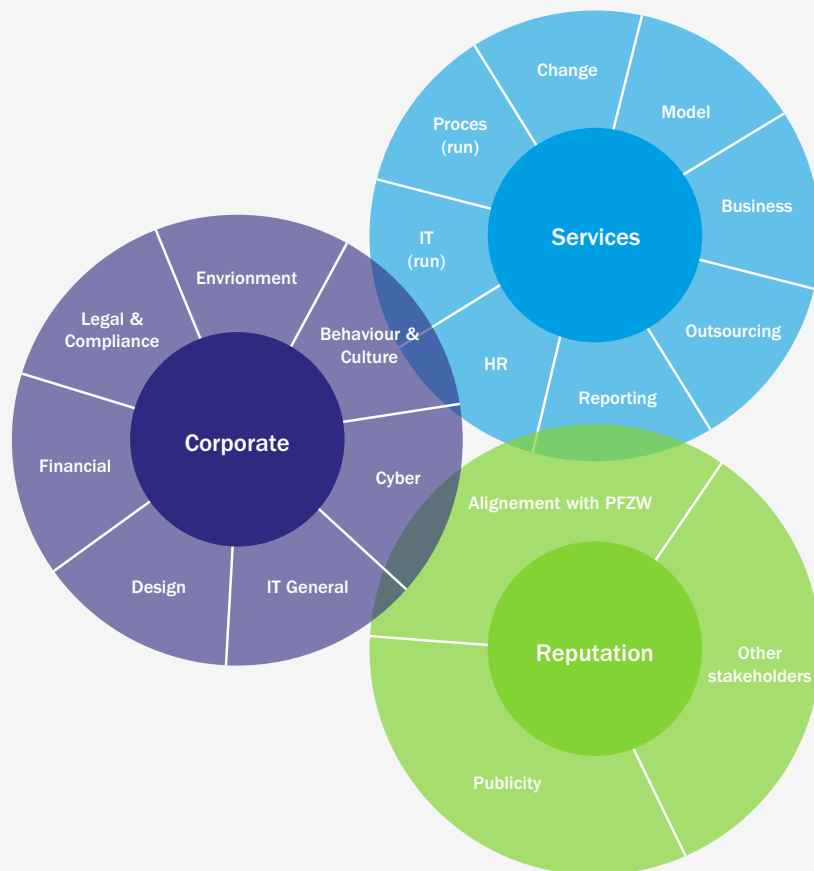 Change
Model
Proces
(run)
Business
Services
IT
(run)
Outsourcing
HR
Reporting
Envrionment
Legal &
Compliance
Behaviour &
Culture
Corporate
Financial
Cyber
Design
IT General
Alignement with PFZW
Reputation
Other
stakeholders
Publicity